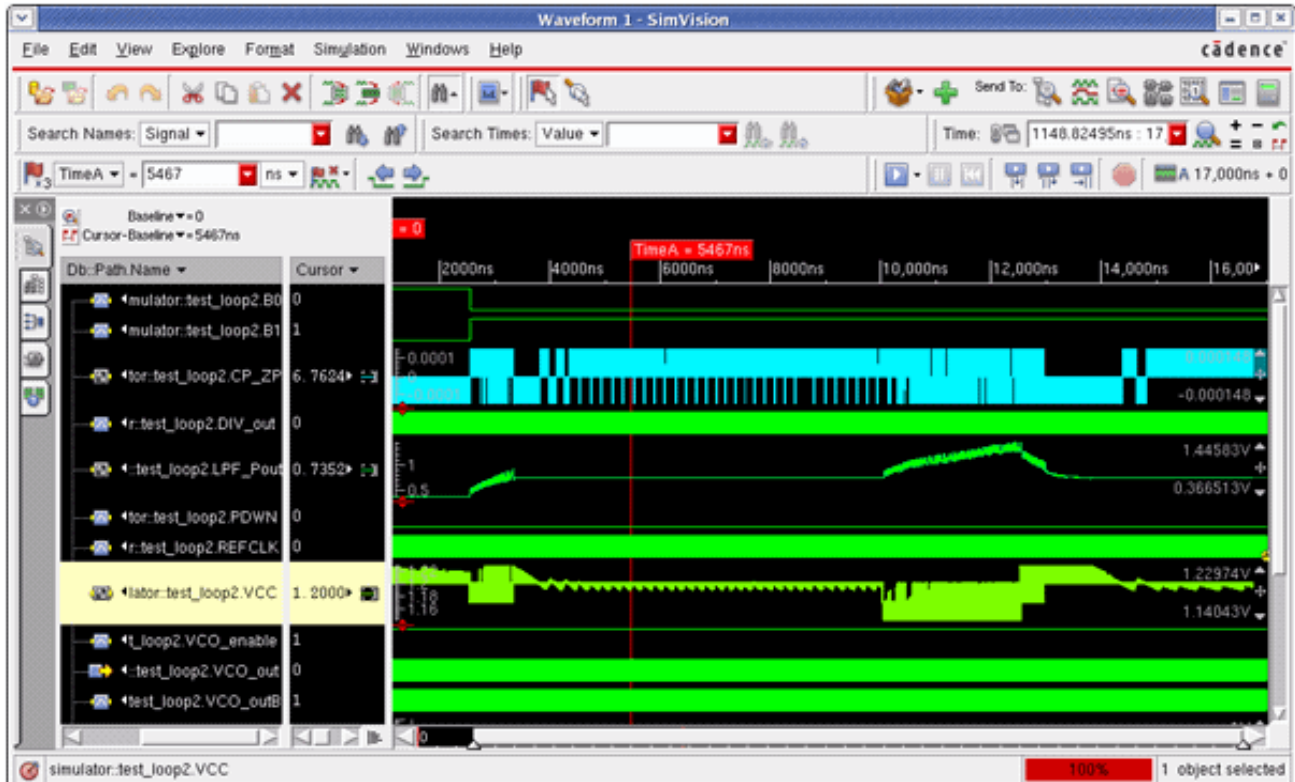 Waveform 1 - SimVision
File Edit View Explore Format Simulation Windows Help
cādence
Send To:
Search Names: Signal
Search Times: Value
Time: 1148.82495ns : 17
x3 TimeA = 5467 ns
A 17,000ns + 0
Baseline = 0
Cursor-Baseline = 5467ns
= 0
TimeA = 5467ns
Db::Path.Name Cursor
2000ns 4000ns 6000ns 8000ns 10,000ns 12,000ns 14,000ns 16,00
mulator::test_loop2.B0 0
mulator::test_loop2.B1 1
0.0001
0.000148
tor::test_loop2.CP_ZP 6.7624
0
-0.0001
-0.000148
r::test_loop2.DIV_out 0
1.44583V
::test_loop2.LPF_Pout 0.7352
1
0.5
0.366513V
tor::test_loop2.PDWN 0
r::test_loop2.REFCLK 0
1.22974V
lator::test_loop2.VCC 1.2000
1.18
1.16
1.14043V
t_loop2.VCO_enable 1
::test_loop2.VCO_out 0
test_loop2.VCO_outB 1
0
simulator::test_loop2.VCC
100%
1 object selected